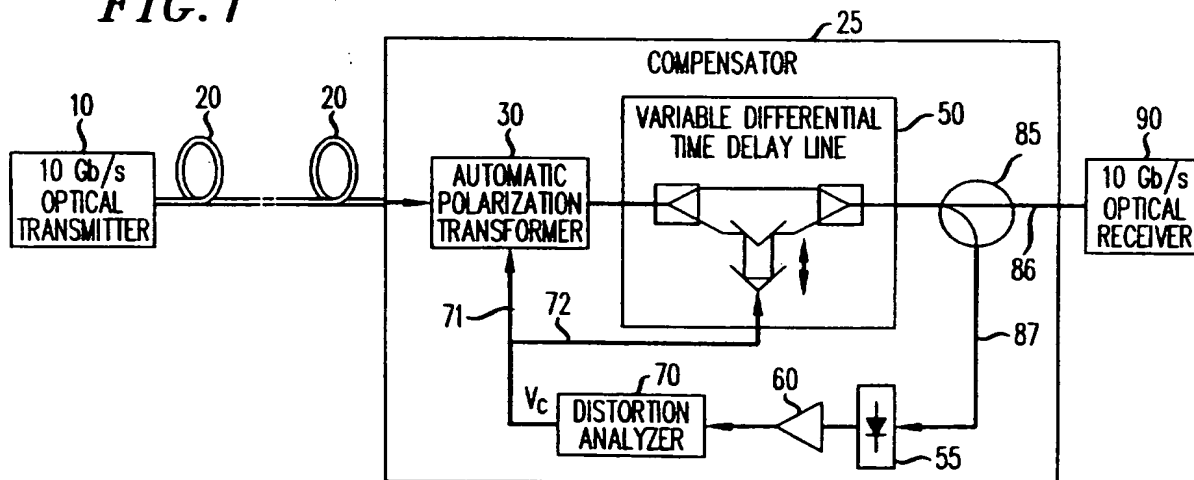 FIG. 1
25
COMPENSATOR
10
20
20
30
VARIABLE DIFFERENTIAL
TIME DELAY LINE
50
85
90
10 Gb/s
OPTICAL
TRANSMITTER
AUTOMATIC
POLARIZATION
TRANSFORMER
10 Gb/s
OPTICAL
RECEIVER
86
71
72
87
VC
70
DISTORTION
ANALYZER
60
55